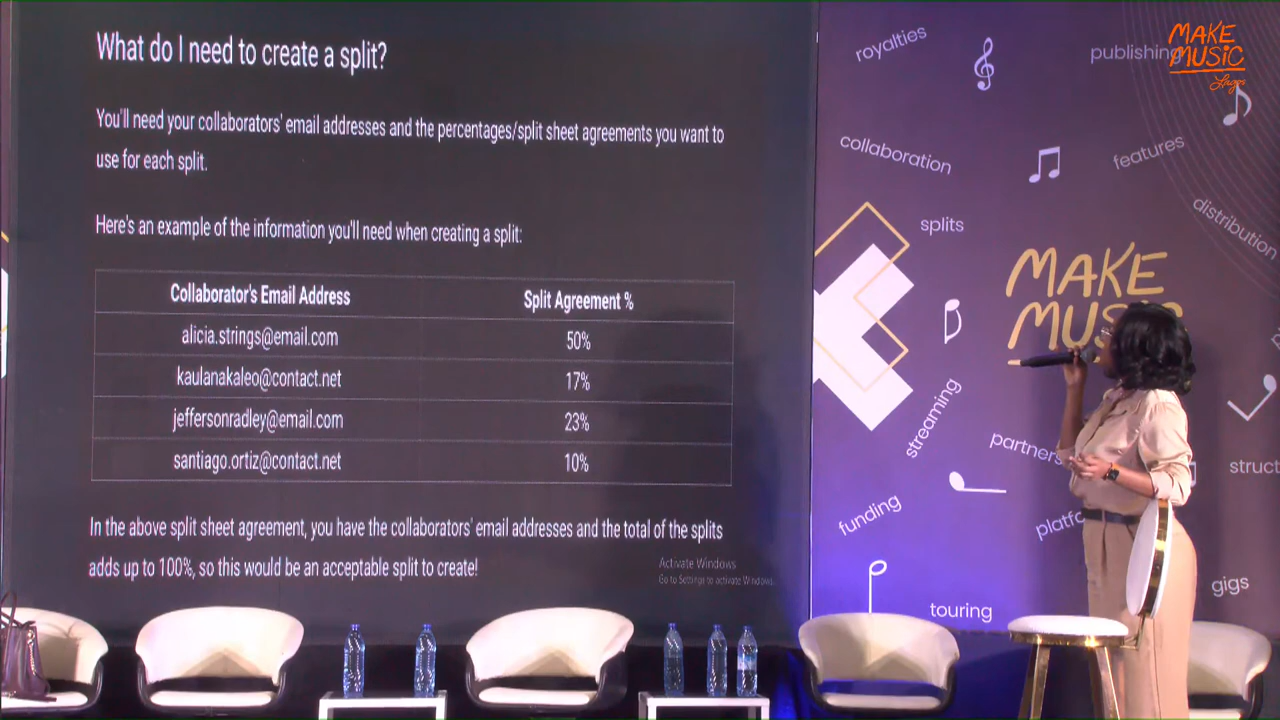 What do I need to create a split?
You'll need your collaborators' email addresses and the percentages/split sheet agreements you want to
use for each split.
Here's an example of the information you'll need when creating a split:
Collaborator's Email Address Split Agreement %
alicia.strings@email.com 50%
kaulanakaleo@contact.net 17%
jeffersonradley@email.com 23%
santiago.ortiz@contact.net 10%
In the above split sheet agreement, you have the collaborators' email addresses and the total of the splits
adds up to 100%, so this would be an acceptable split to create!
Activate Windows
Go to Settings to activate Windows.
royalties
publishing
MAKE
MUSIC
Lagos
collaboration
features
splits
distribution
MAKE
streaming
funding
touring
gigs